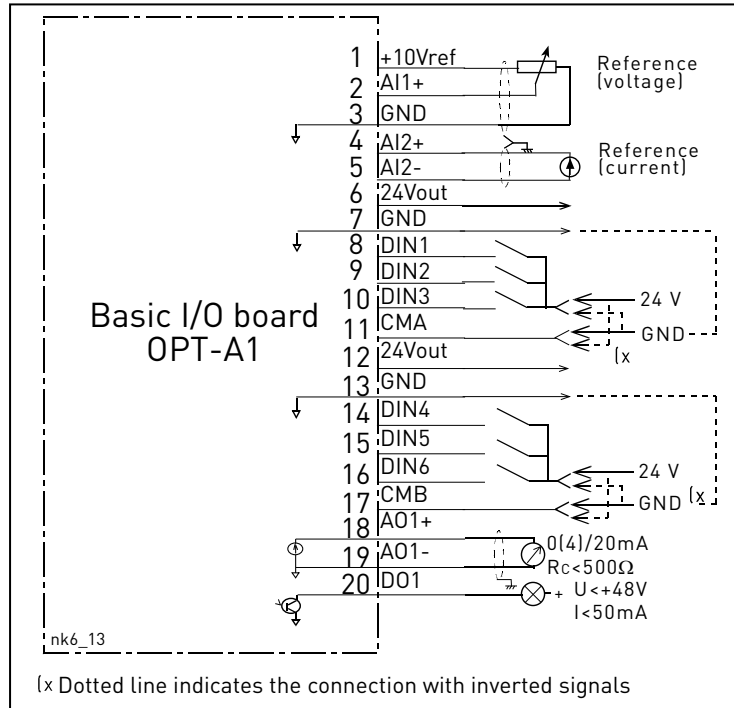 1 +10Vref
2 AI1+
3 GND
4 AI2+
5 AI2-
6 24Vout
7 GND
8 DIN1
9 DIN2
10 DIN3
11 CMA
12 24Vout
13 GND
14 DIN4
15 DIN5
16 DIN6
17 CMB
18 AO1+
19 AO1-
20 DO1
Reference
(voltage)
Reference
(current)
24 V
GND
(x
Basic I/O board
OPT-A1
24 V
GND (x
0(4)/20mA
RC<500Ω
+ U<+48V
I<50mA
nk6_13
(x Dotted line indicates the connection with inverted signals